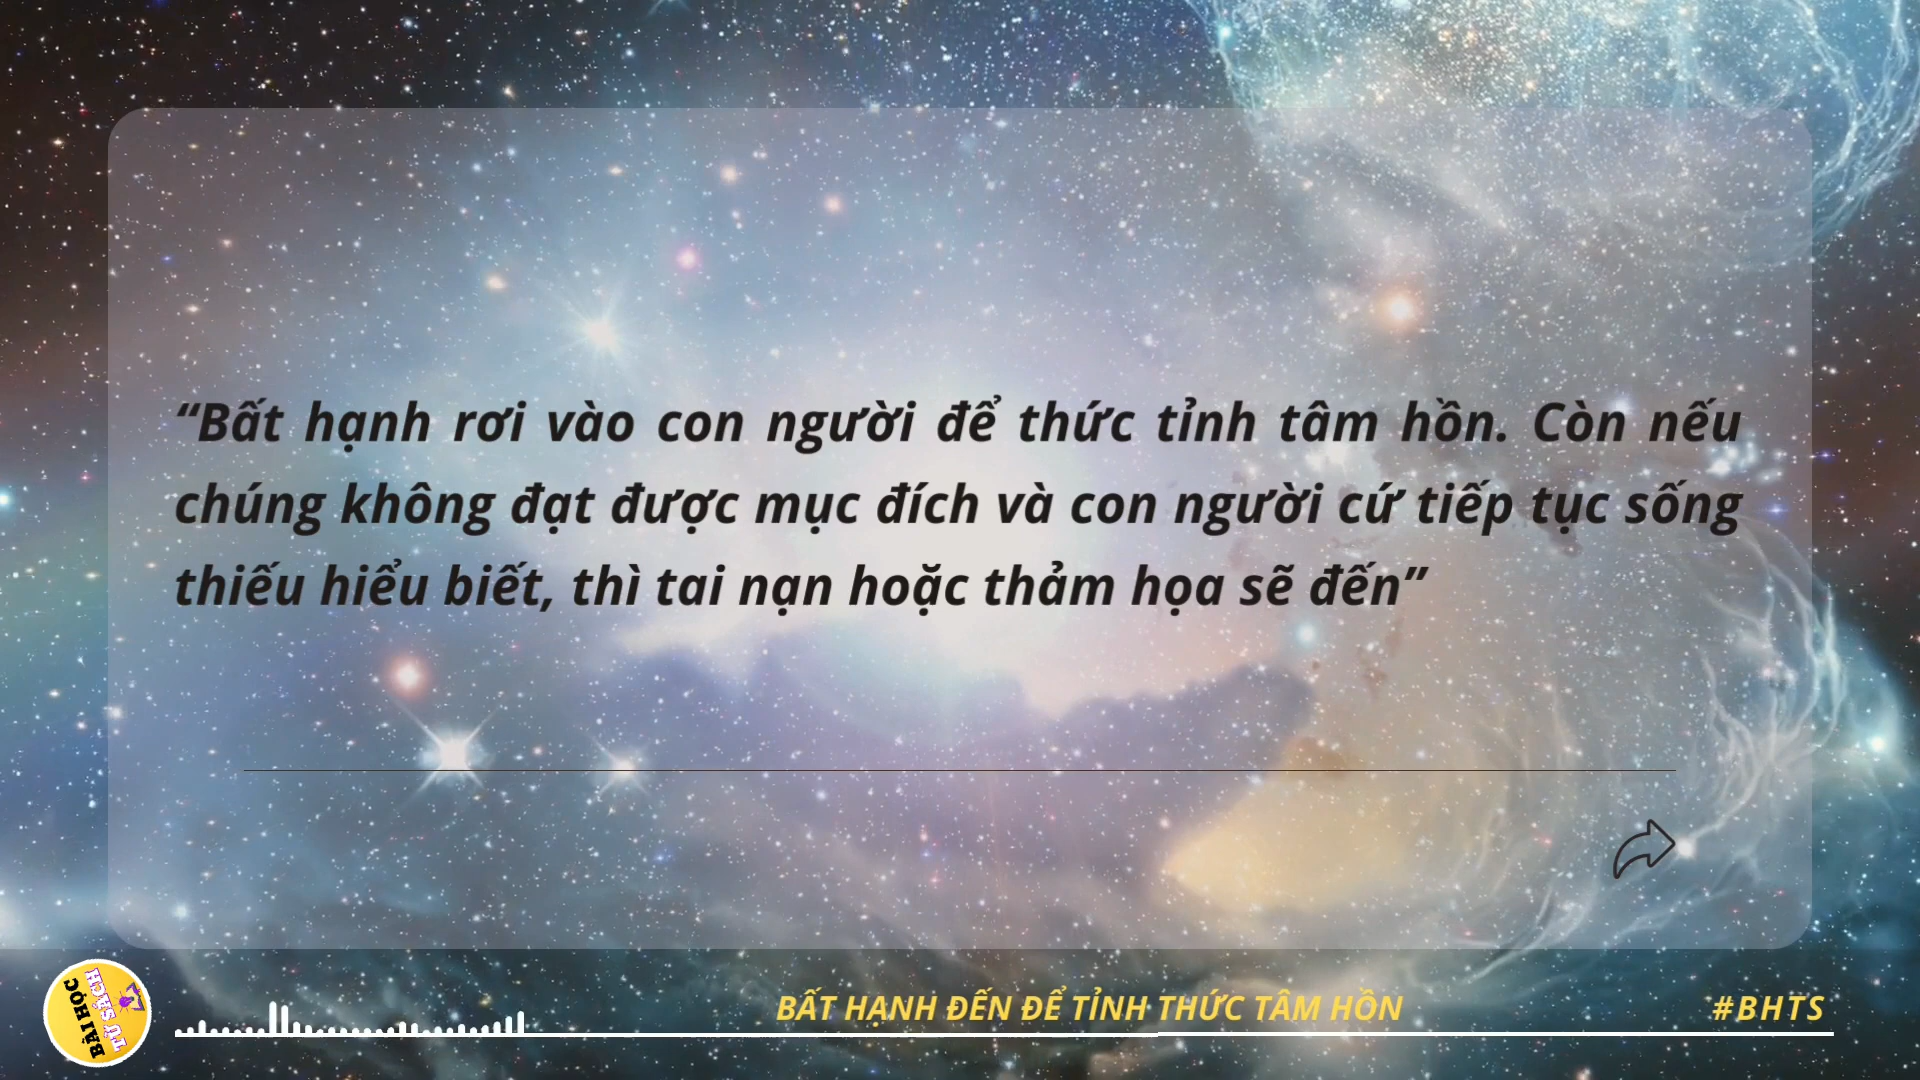 “Bất hạnh rơi vào con người để thức tỉnh tâm hồn. Còn nếu
chúng không đạt được mục đích và con người cứ tiếp tục sống
thiếu hiểu biết, thì tai nạn hoặc thảm họa sẽ đến”
BÀI HỌC
TỪ SÁCH
BẤT HẠNH ĐẾN ĐỂ TỈNH THỨC TÂM HỒN
#BHTS